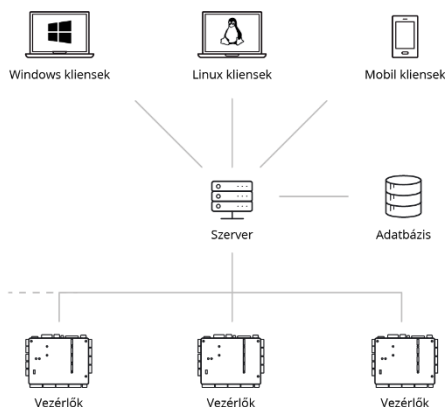 Windows kliensek
Linux kliensek
Mobil kliensek
Szerver
Adatbázis
Vezérlők
Vezérlők
Vezérlők